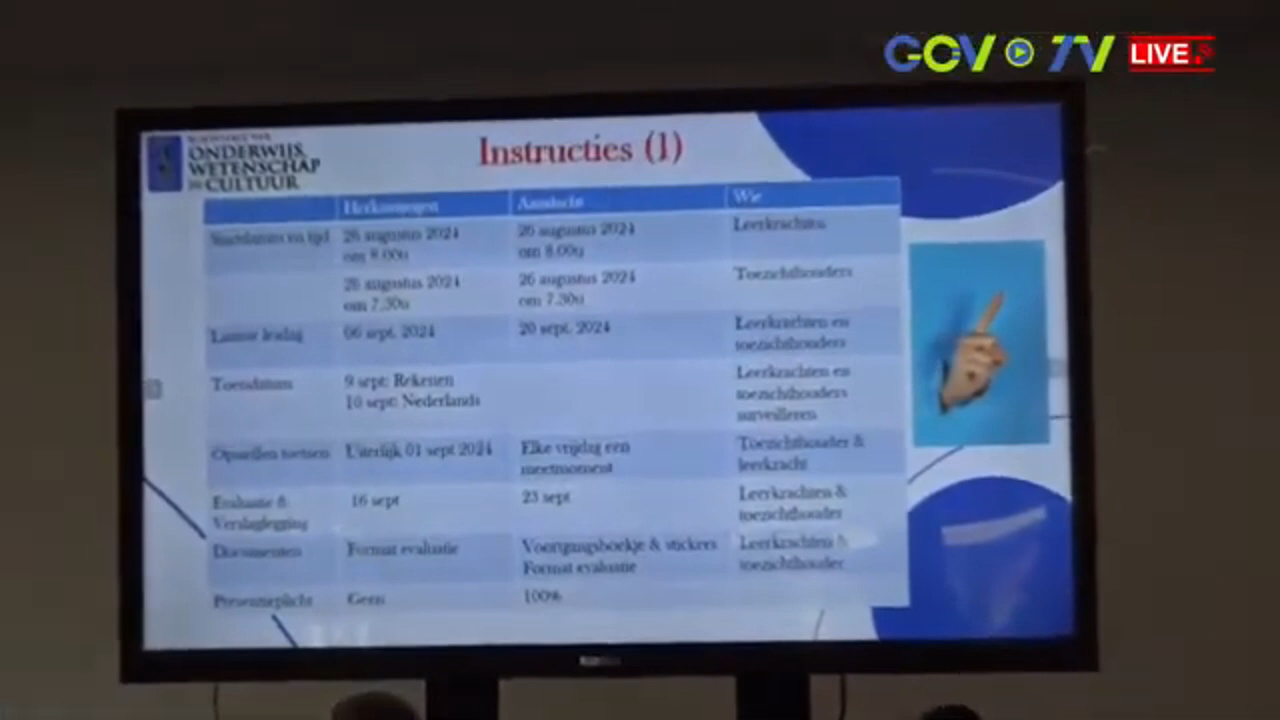 GOV TV LIVE
ONDERWIJS,
WETENSCHAP
EN CULTUUR
Instructies (1)
Herkansingen Aandacht Wie
Startdatum en tijd 26 augustus 2024 26 augustus 2024 Leerkrachten
om 8.00u om 8.00u
26 augustus 2024 26 augustus 2024 Toezichthouders
om 7.30u om 7.30u
Laatste lesdag 06 sept. 2024 20 sept. 2024 Leerkrachten en
toezichthouders
Toetsdatum 9 sept: Rekenen Leerkrachten en
10 sept: Nederlands toezichthouders
surveilleren
Opstellen toetsen Uiterlijk 01 sept 2024 Elke vrijdag een Toezichthouder &
meetmoment leerkracht
Evaluatie & 16 sept 23 sept Leerkrachten &
Verslaglegging toezichthouder
Documenten Format evaluatie Voortgangsboekje & stickers Leerkrachten &
Format evaluatie toezichthouder
Presentieplicht Geen 100%